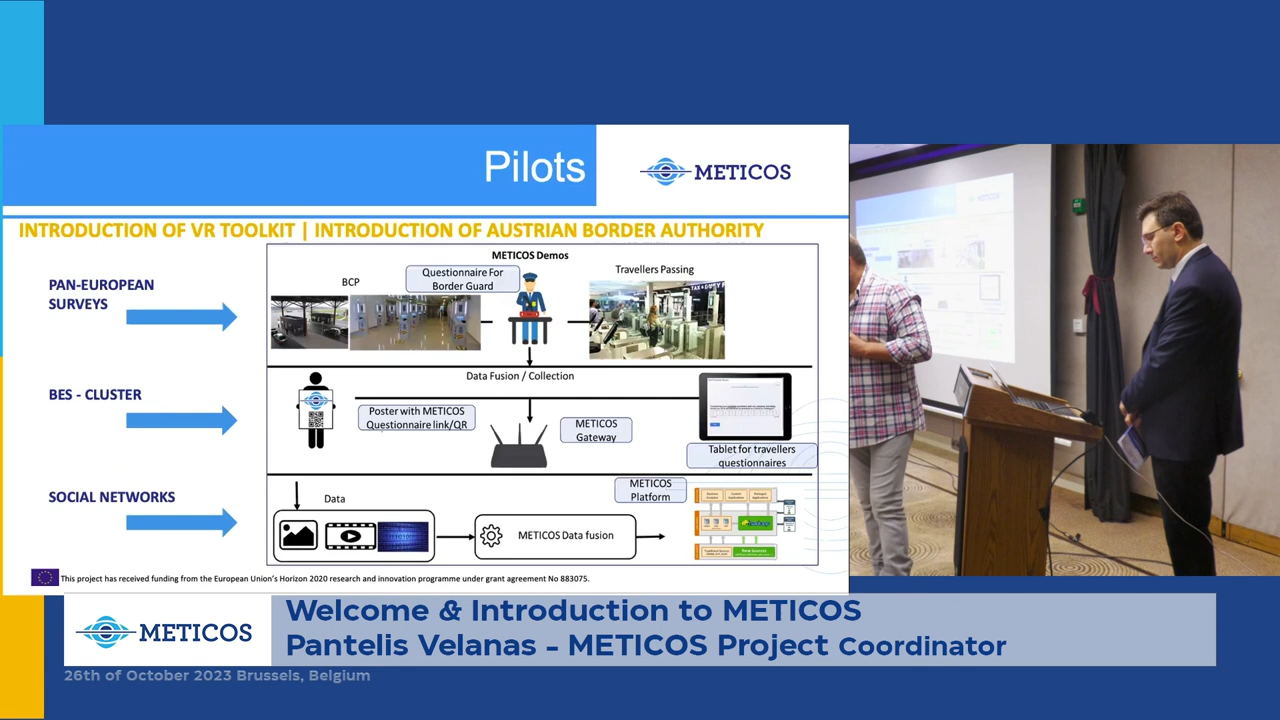 Pilots
METICOS
INTRODUCTION OF VR TOOLKIT | INTRODUCTION OF AUSTRIAN BORDER AUTHORITY
PAN-EUROPEAN
SURVEYS
BES - CLUSTER
SOCIAL NETWORKS
METICOS Demos
BCP
Questionnaire For
Border Guard
Travellers Passing
Data Fusion / Collection
Poster with METICOS
Questionnaire link/QR
METICOS
Gateway
Tablet for travellers
questionnaires
METICOS
Platform
Data
METICOS Data fusion
This project has received funding from the European Union's Horizon 2020 research and innovation programme under grant agreement No 883075.
METICOS
Welcome & Introduction to METICOS
Pantelis Velanas - METICOS Project Coordinator
26th of October 2023 Brussels, Belgium